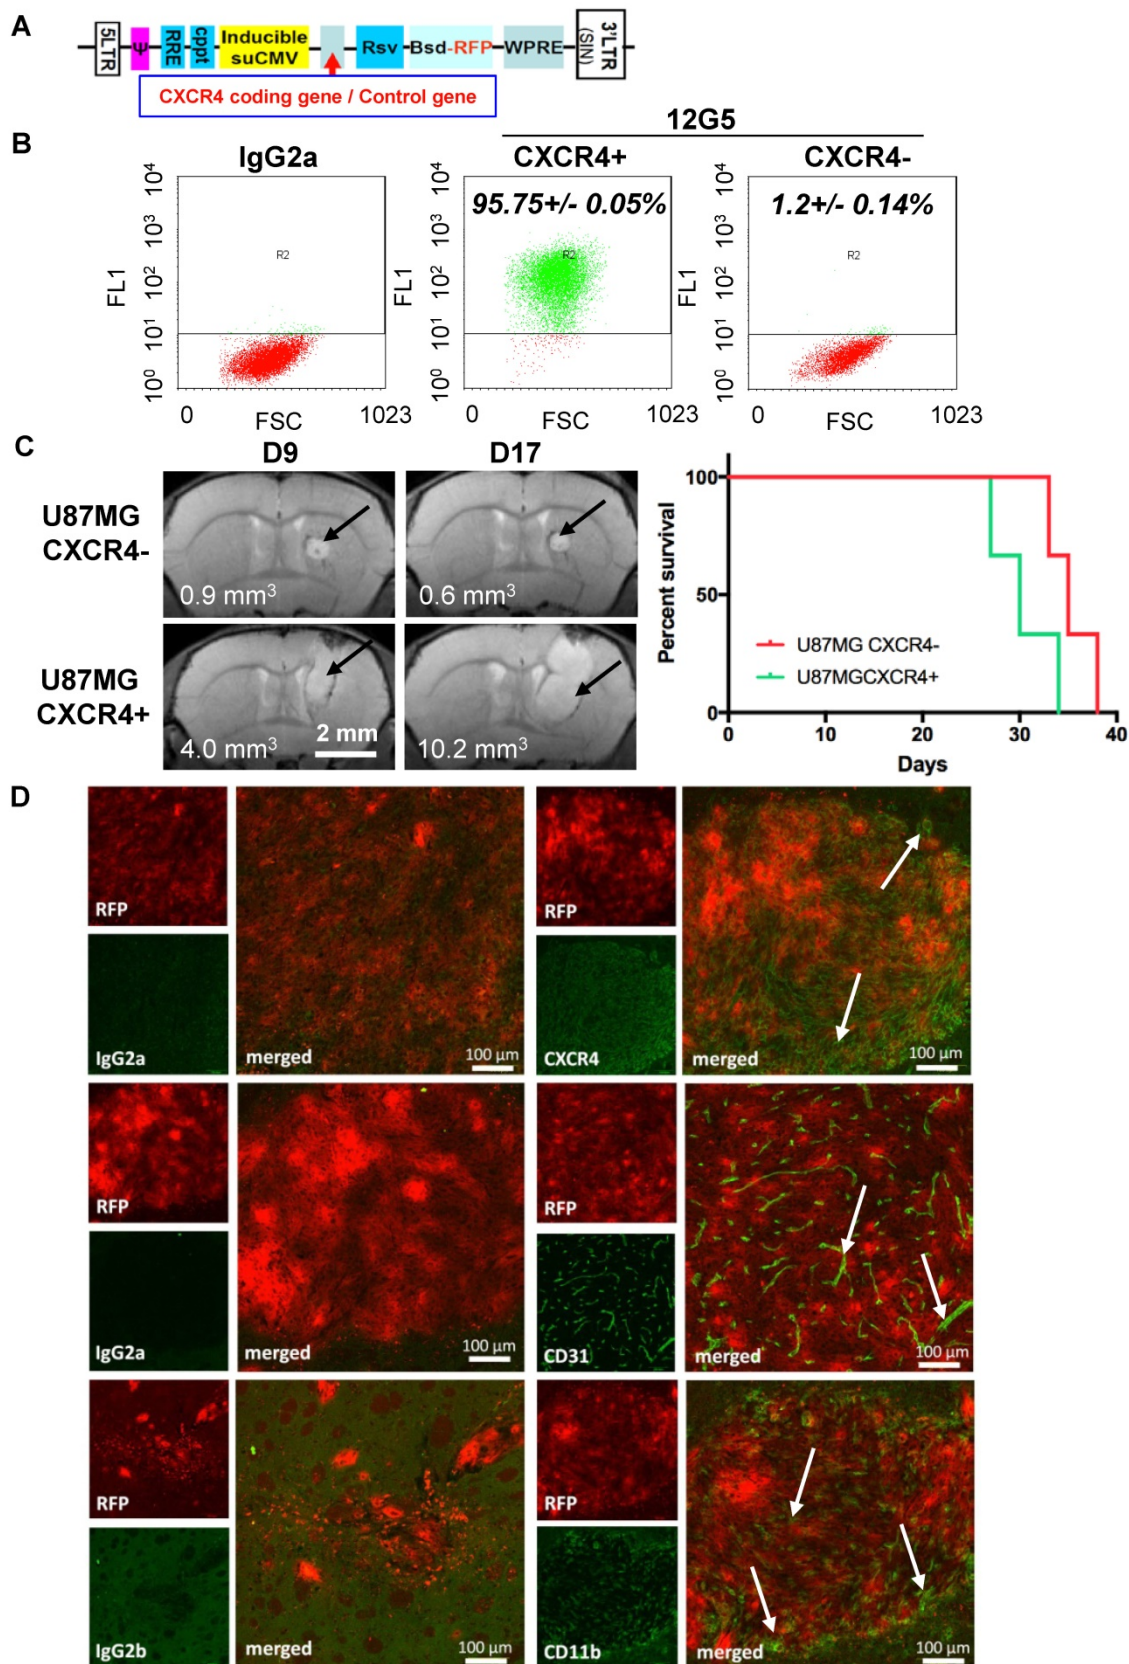 A
5LTR
Ψ
RRE
cppt
Inducible
suCMV
Rsv
Bsd-RFP
WPRE
3'LTR
(SIN)
CXCR4 coding gene / Control gene
B
12G5
IgG2a
CXCR4+
CXCR4-
10⁴
10³
10²
10¹
10⁰
FL1
R2
0
FSC
1023
10⁴
10³
10²
10¹
10⁰
FL1
95.75+/- 0.05%
R2
0
FSC
1023
10⁴
10³
10²
10¹
10⁰
FL1
1.2+/- 0.14%
R2
0
FSC
1023
C
D9
D17
U87MG
CXCR4-
0.9 mm³
0.6 mm³
U87MG
CXCR4+
4.0 mm³
2 mm
10.2 mm³
Percent survival
100
50
0
U87MG CXCR4-
U87MGCXCR4+
0
10
20
30
40
Days
D
RFP
IgG2a
merged
100 µm
RFP
CXCR4
merged
100 µm
RFP
IgG2a
merged
100 µm
RFP
CD31
merged
100 µm
RFP
IgG2b
merged
100 µm
RFP
CD11b
merged
100 µm